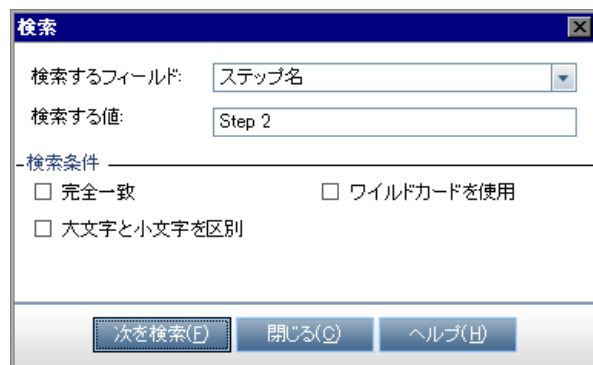 検索
検索するフィールド: ステップ名
検索する値: Step 2
検索条件
完全一致 ワイルドカードを使用
大文字と小文字を区別
次を検索(F) 閉じる(C) ヘルプ(H)